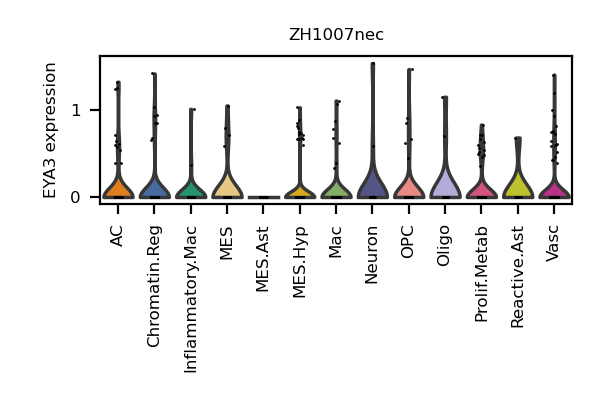 ZH1007nec
EYA3 expression
1
0
AC
Chromatin.Reg
Inflammatory.Mac
MES
MES.Ast
MES.Hyp
Mac
Neuron
OPC
Oligo
Prolif.Metab
Reactive.Ast
Vasc